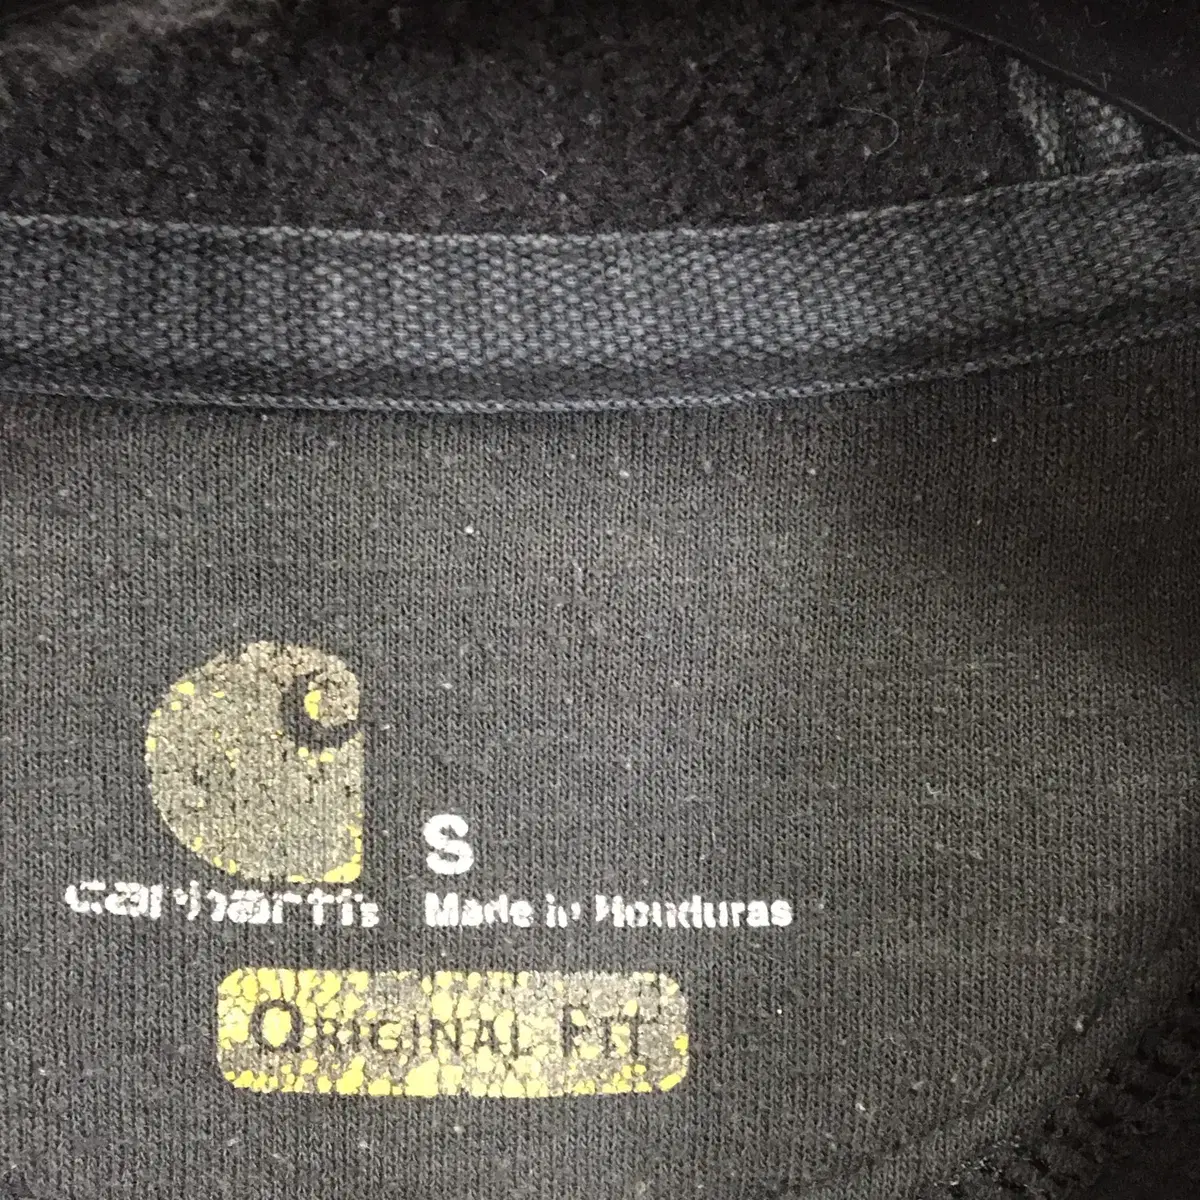 S
carhartt
Made in Honduras
ORIGINAL FIT